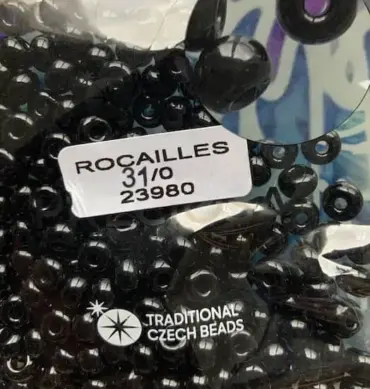 ROCAILLES
31/0
23980
TRADITIONAL
CZECH BEADS